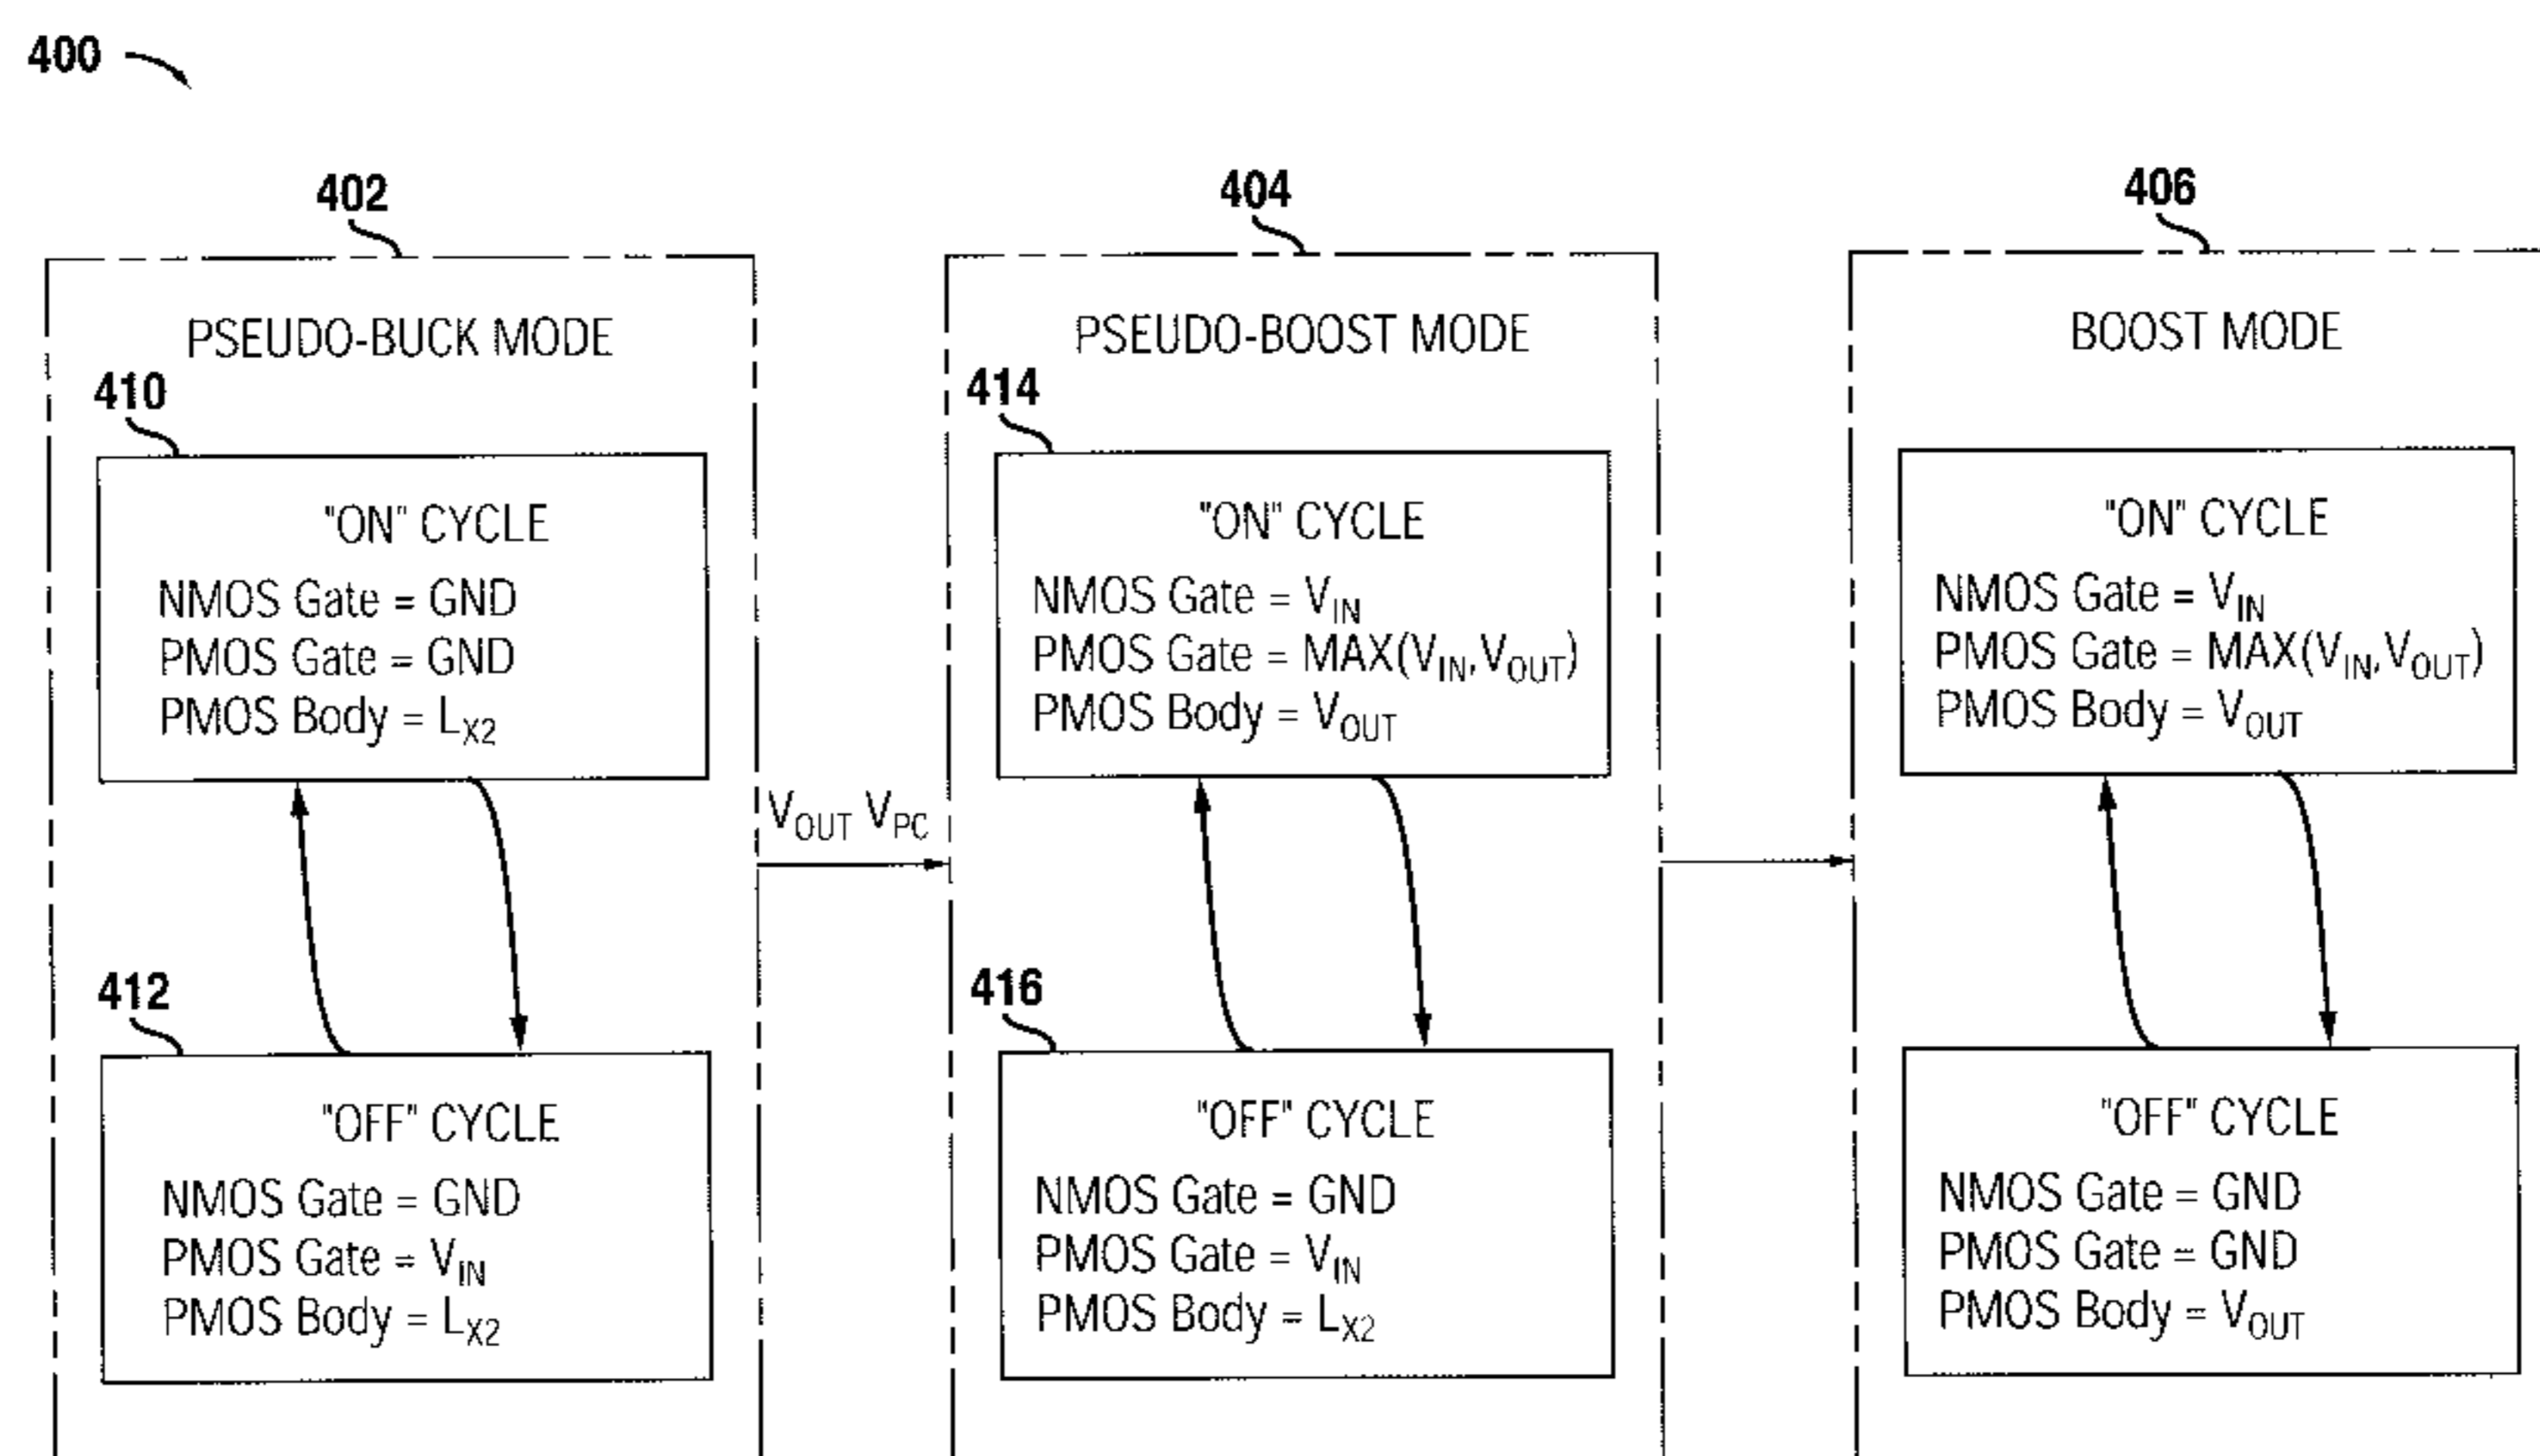 400
402
PSEUDO-BUCK MODE
410
"ON" CYCLE
NMOS Gate = GND
PMOS Gate = GND
PMOS Body = LX2
412
"OFF" CYCLE
NMOS Gate = GND
PMOS Gate = VIN
PMOS Body = LX2
VOUT VPC
404
PSEUDO-BOOST MODE
414
"ON" CYCLE
NMOS Gate = VIN
PMOS Gate = MAX(VIN,VOUT)
PMOS Body = VOUT
416
"OFF" CYCLE
NMOS Gate = GND
PMOS Gate = VIN
PMOS Body = LX2
406
BOOST MODE
"ON" CYCLE
NMOS Gate = VIN
PMOS Gate = MAX(VIN,VOUT)
PMOS Body = VOUT
"OFF" CYCLE
NMOS Gate = GND
PMOS Gate = GND
PMOS Body = VOUT